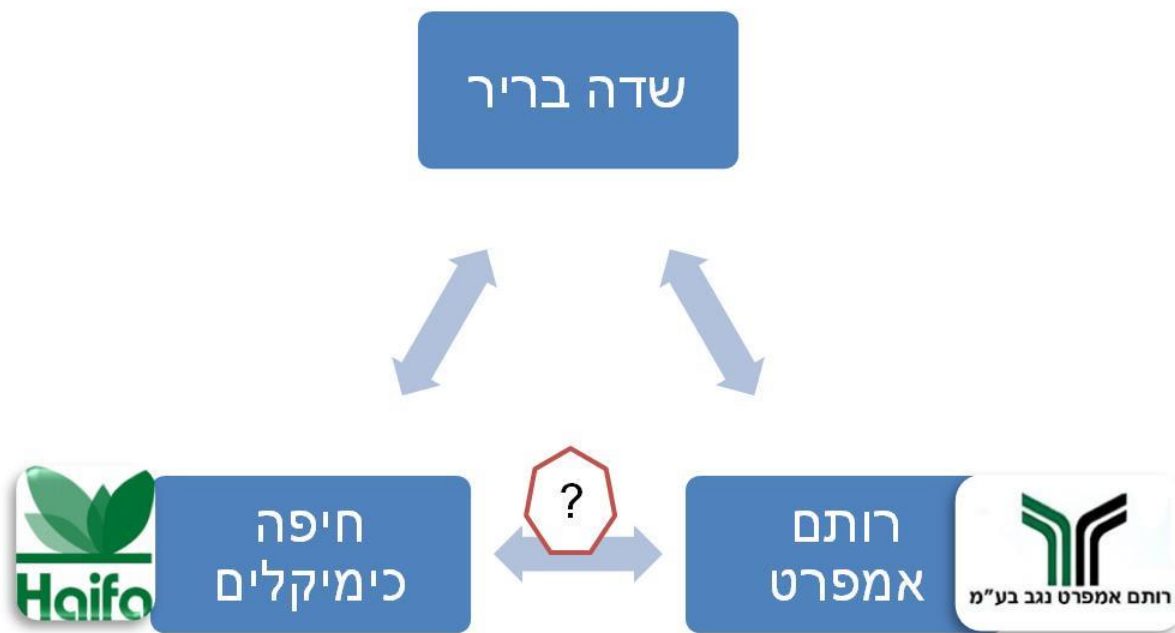 שדה בריר
?
רותם
אמפרט
רותם אמפרט נגב בע"מ
חיפה
כימיקלים
Haifa